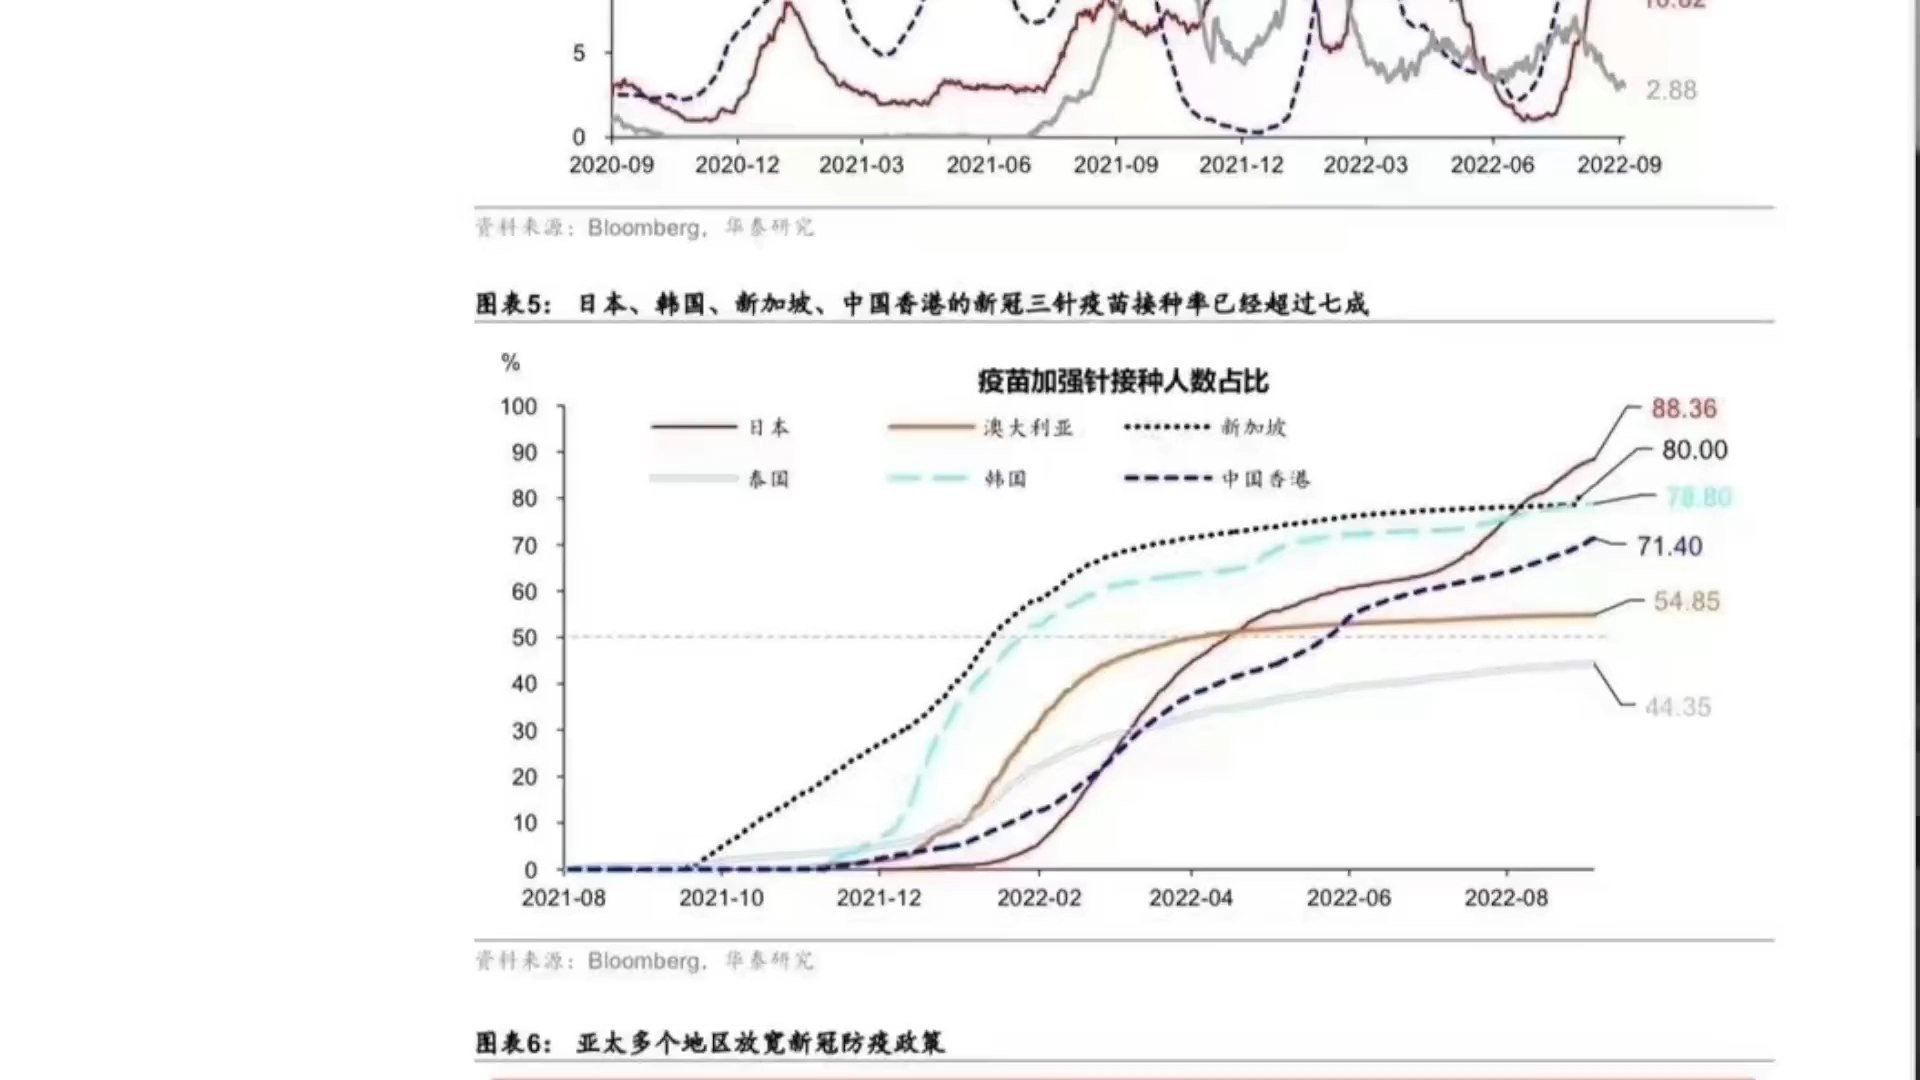 5
2.88
0
2020-09 2020-12 2021-03 2021-06 2021-09 2021-12 2022-03 2022-06 2022-09
资料来源：Bloomberg，华泰研究
图表5： 日本、韩国、新加坡、中国香港的新冠三针疫苗接种率已经超过七成
%
疫苗加强针接种人数占比
100
90
80
70
60
50
40
30
20
10
0
日本 澳大利亚 新加坡
泰国 韩国 中国香港
88.36
80.00
78.80
71.40
54.85
44.35
2021-08 2021-10 2021-12 2022-02 2022-04 2022-06 2022-08
资料来源：Bloomberg，华泰研究
图表6： 亚太多个地区放宽新冠防疫政策